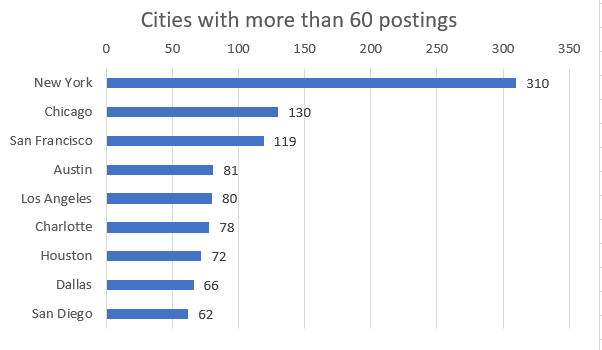 Cities with more than 60 postings
0 50 100 150 200 250 300 350
New York 310
Chicago 130
San Francisco 119
Austin 81
Los Angeles 80
Charlotte 78
Houston 72
Dallas 66
San Diego 62